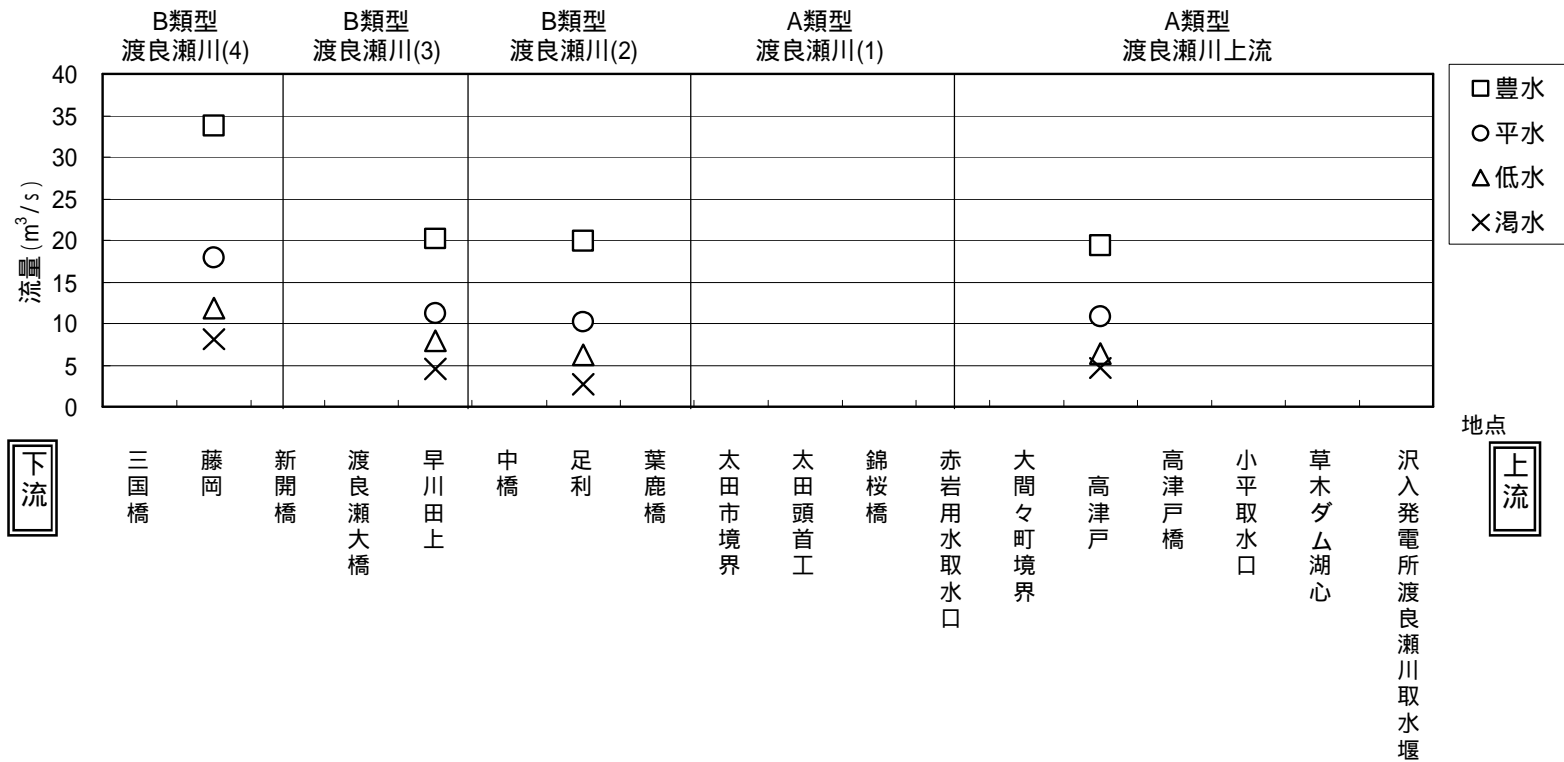 B類型
渡良瀬川(4)
B類型
渡良瀬川(3)
B類型
渡良瀬川(2)
A類型
渡良瀬川(1)
A類型
渡良瀬川上流
40
35
30
25
20
15
10
5
0
流量(m³/s)
豊水
平水
低水
渇水
地点
下流
三国橋
藤岡
新開橋
渡良瀬大橋
早川田上
中橋
足利
葉鹿橋
太田市境界
太田頭首工
錦桜橋
赤岩用水取水口
大間々町境界
高津戸
高津戸橋
小平取水口
草木ダム湖心
沢入発電所渡良瀬川取水堰
上流